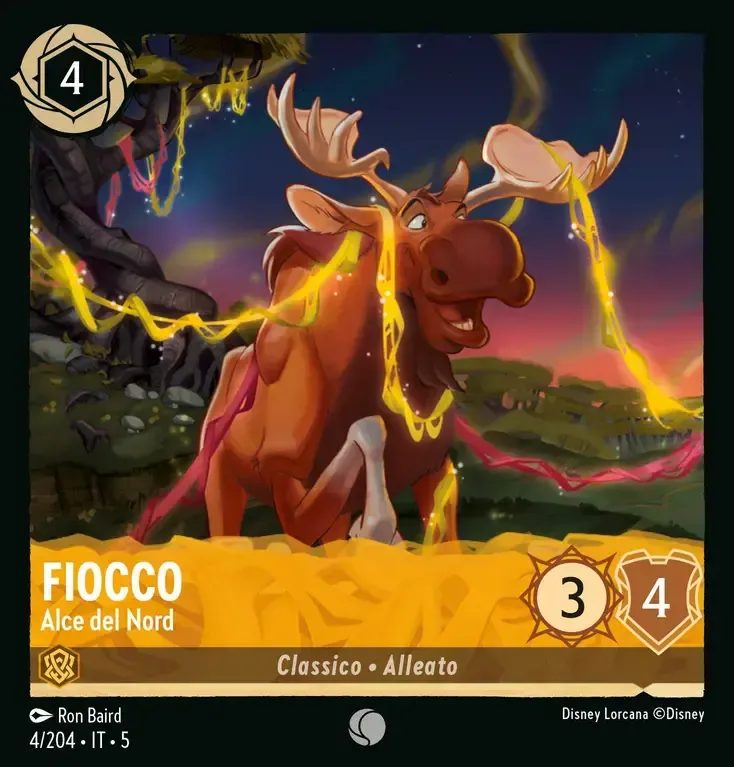 4
FIOCCO
Alce del Nord
3
4
Classico • Alleato
Ron Baird
Disney Lorcana ©Disney
4/204 • IT • 5